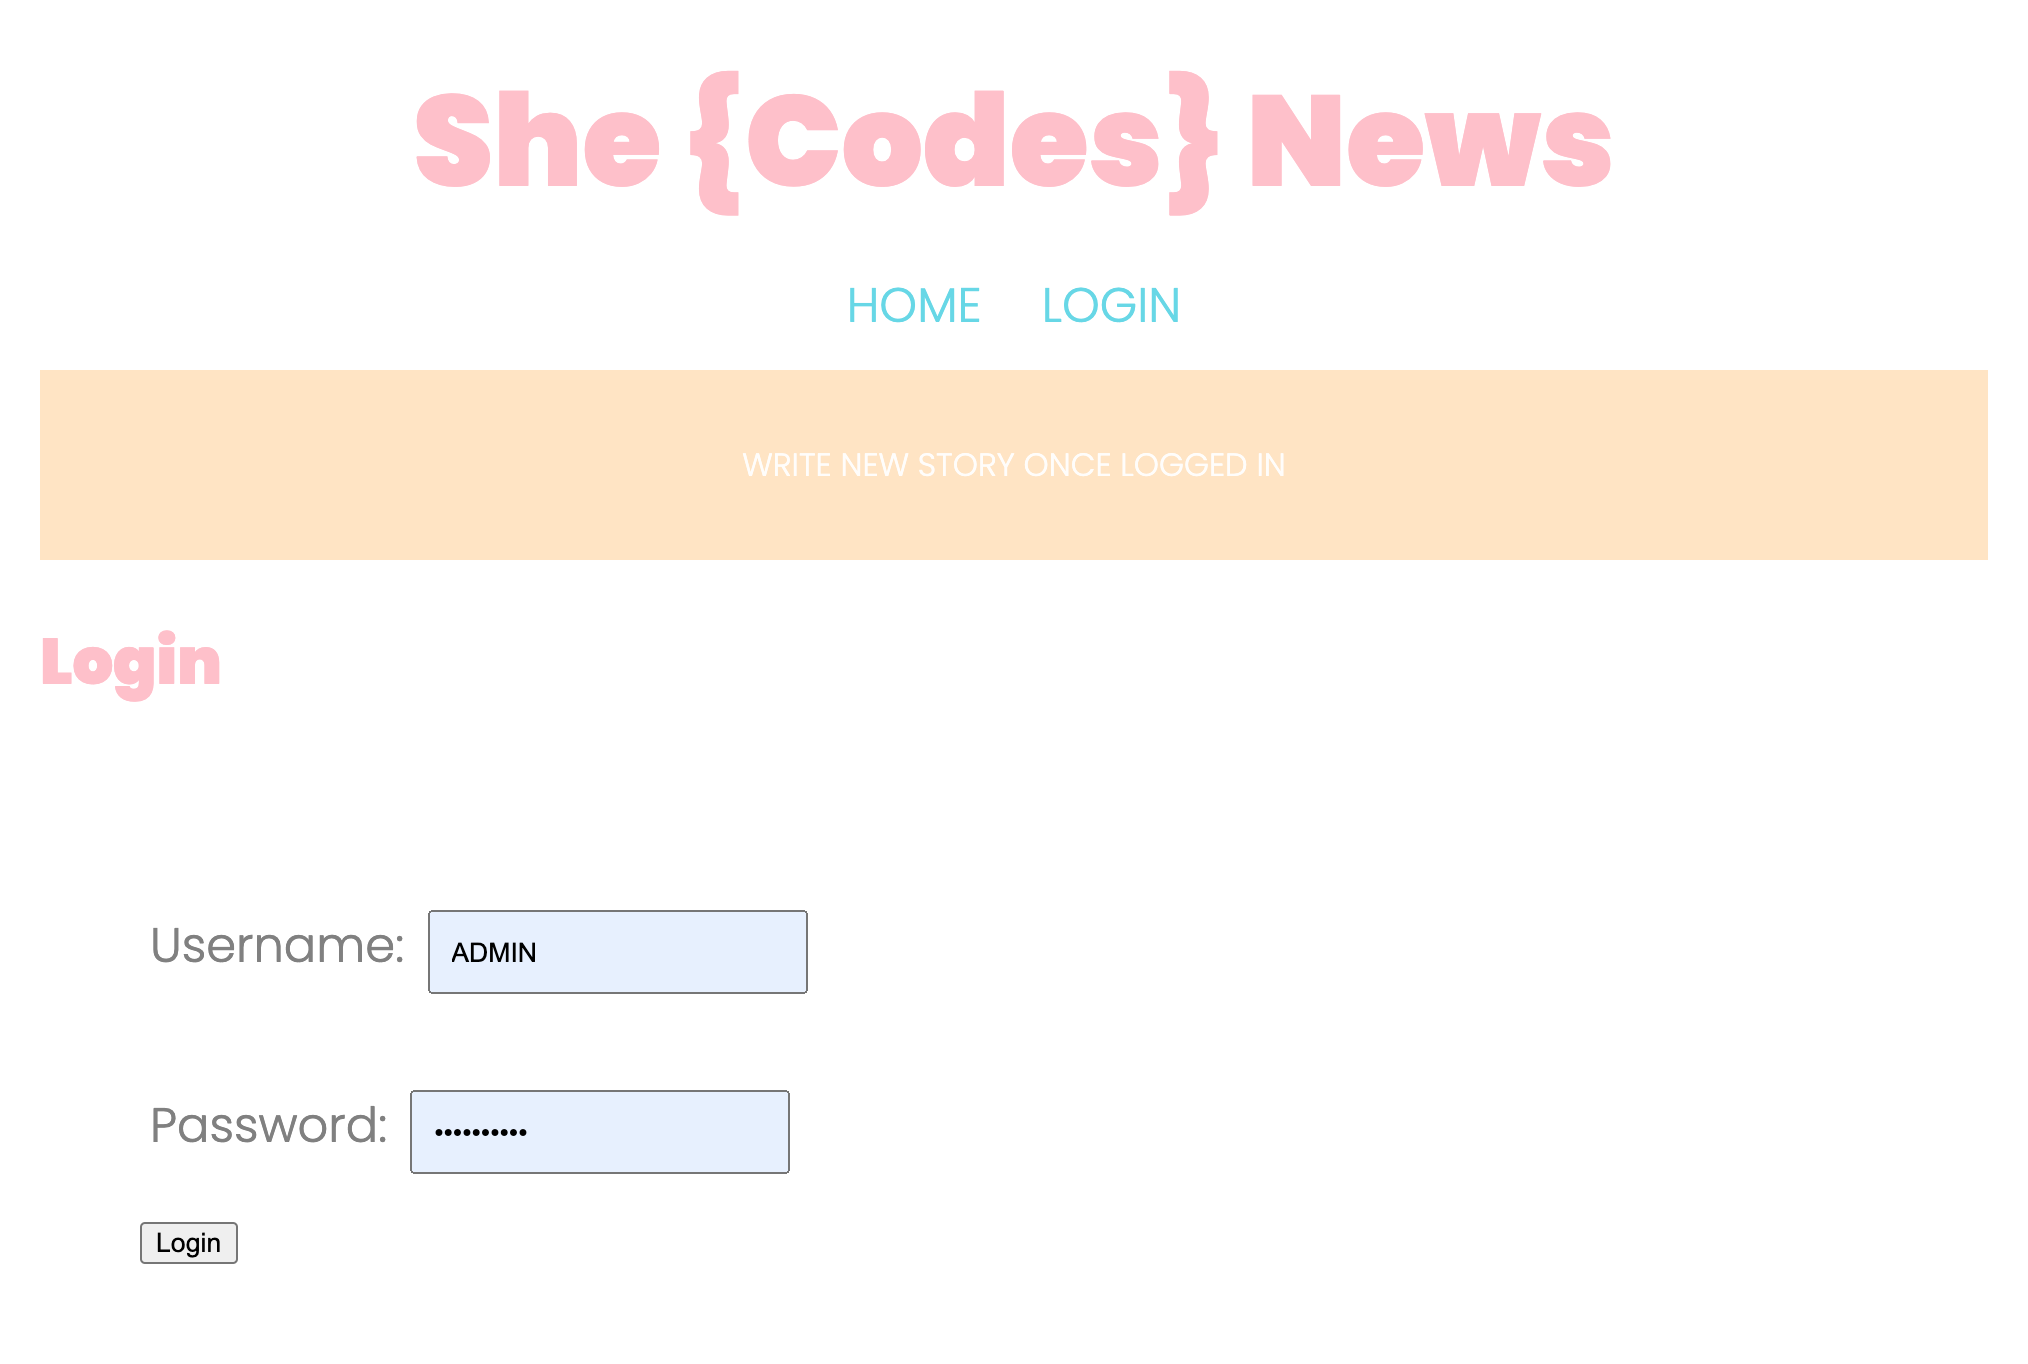 She {Codes} News
HOME LOGIN
WRITE NEW STORY ONCE LOGGED IN
Login
Username: ADMIN
Password: ••••••••••
Login